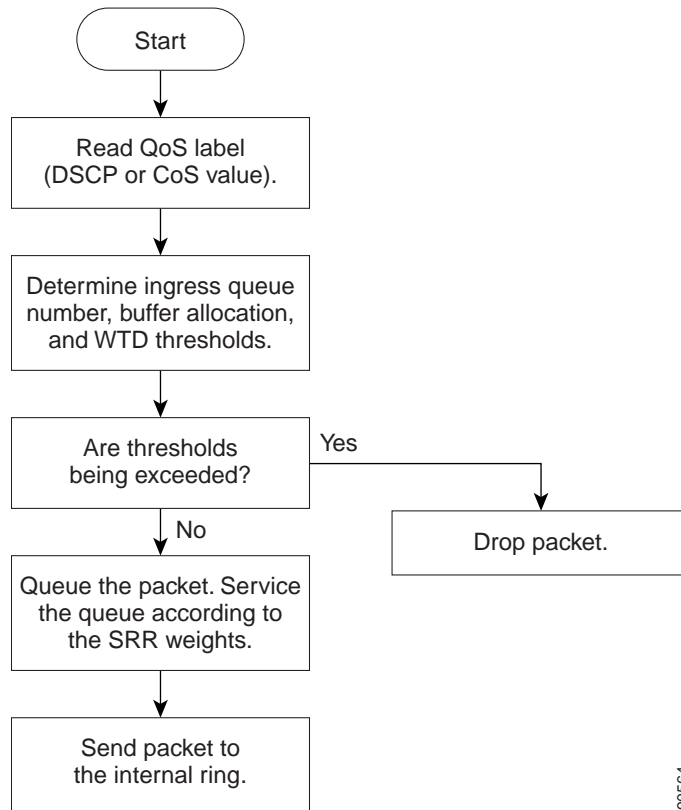 Start
Read QoS label
(DSCP or CoS value).
Determine ingress queue
number, buffer allocation,
and WTD thresholds.
Are thresholds
being exceeded?
Yes
No
Drop packet.
Queue the packet. Service
the queue according to
the SRR weights.
Send packet to
the internal ring.